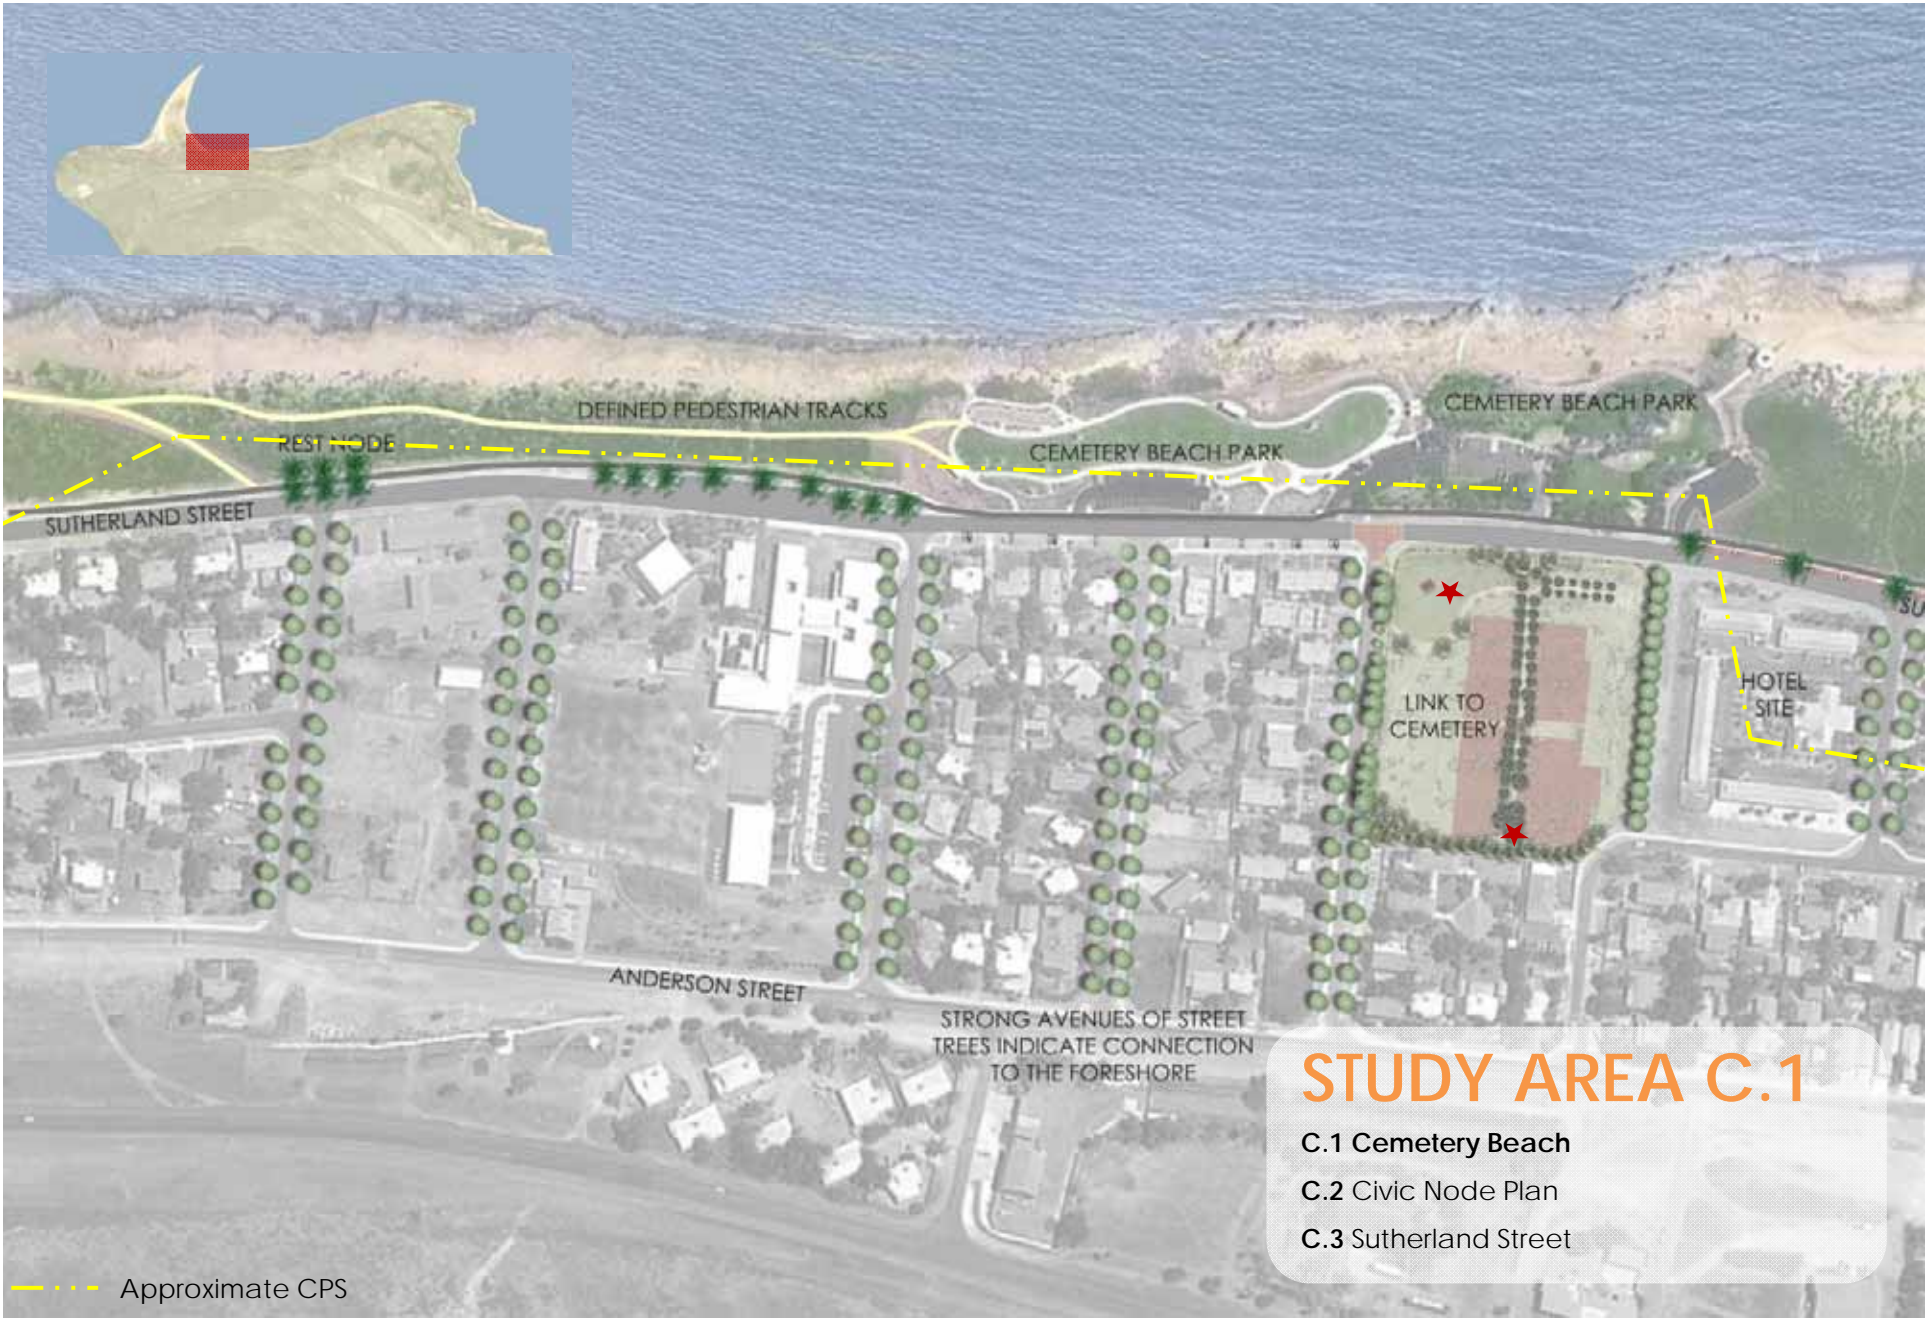 DEFINED PEDESTRIAN TRACKS
CEMETERY BEACH PARK
REST NODE
CEMETERY BEACH PARK
SUTHERLAND STREET
SU
LINK TO
CEMETERY
HOTEL
SITE
ANDERSON STREET
STRONG AVENUES OF STREET
TREES INDICATE CONNECTION
TO THE FORESHORE
STUDY AREA C.1
C.1 Cemetery Beach
C.2 Civic Node Plan
C.3 Sutherland Street
Approximate CPS